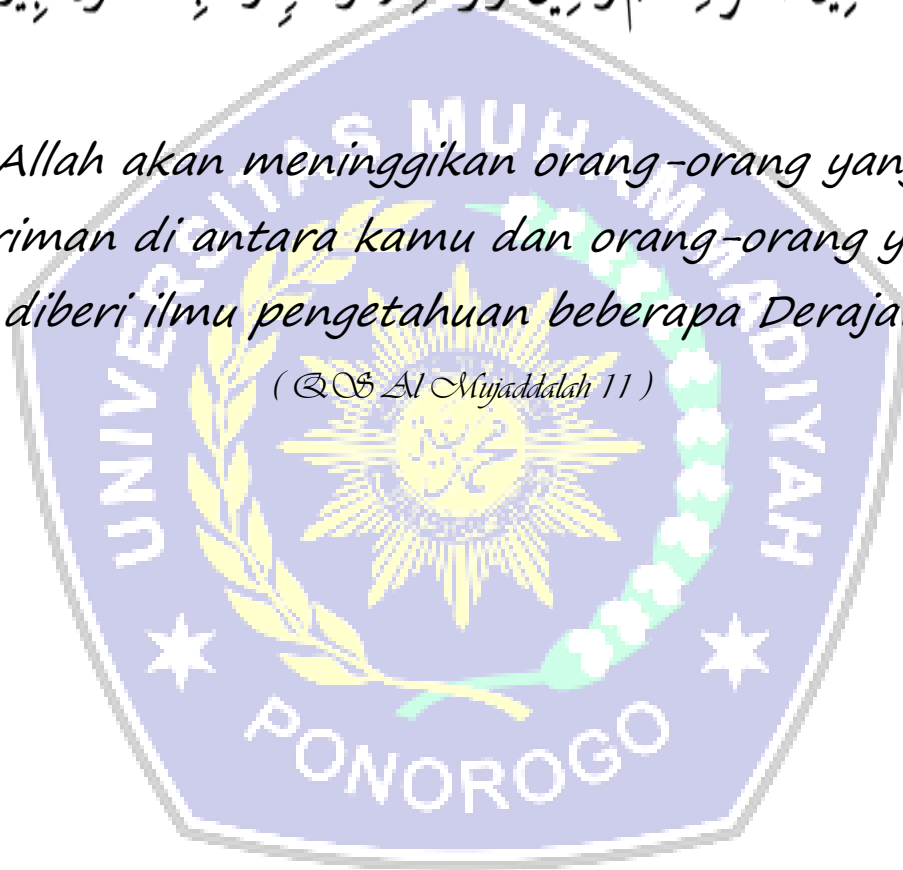 Allah akan meninggikan orang-orang yang
riman di antara kamu dan orang-orang y
diberi ilmu pengetahuan beberapa Deraja
( QS Al Mujaddalah 11 )
UNIVERSITAS MUHAMMADIYAH
PONOROGO